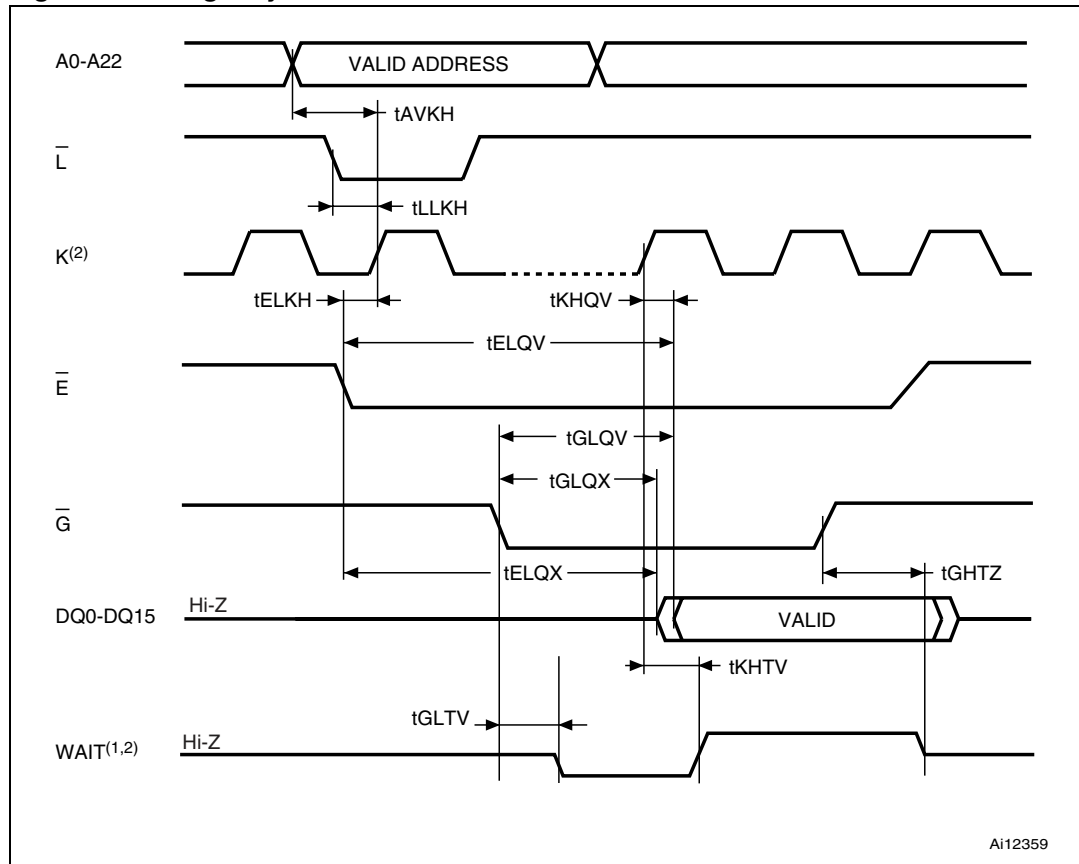 A0-A22
VALID ADDRESS
tAVKH
L
tLLKH
K(2)
tELKH
tKHQV
tELQV
E
tGLQV
tGLQX
G
tELQX
tGHTZ
DQ0-DQ15
Hi-Z
VALID
tKHTV
tGLTV
WAIT(1,2)
Hi-Z
Ai12359